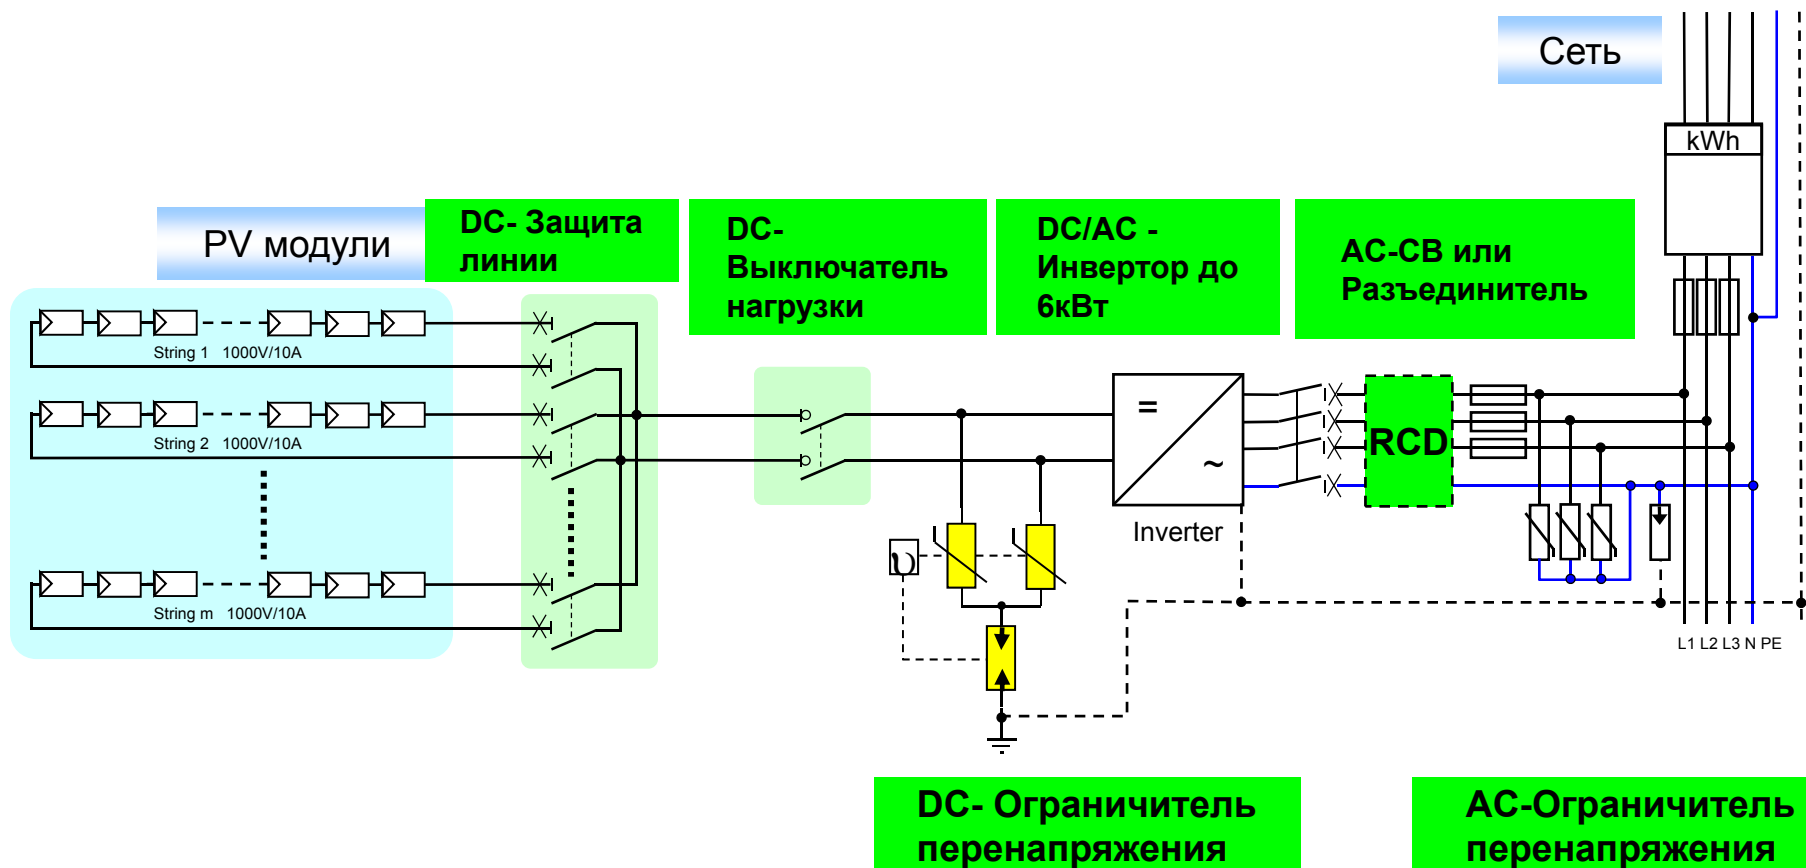 Сеть
kWh
PV модули
DC- Защита
линии
DC-
Выключатель
нагрузки
DC/AC -
Инвертор до
6кВт
AC-CB или
Разъединитель
String 1 1000V/10A
String 2 1000V/10A
String m 1000V/10A
=
~
Inverter
RCD
υ
L1 L2 L3 N PE
DC- Ограничитель
перенапряжения
AC-Ограничитель
перенапряжения